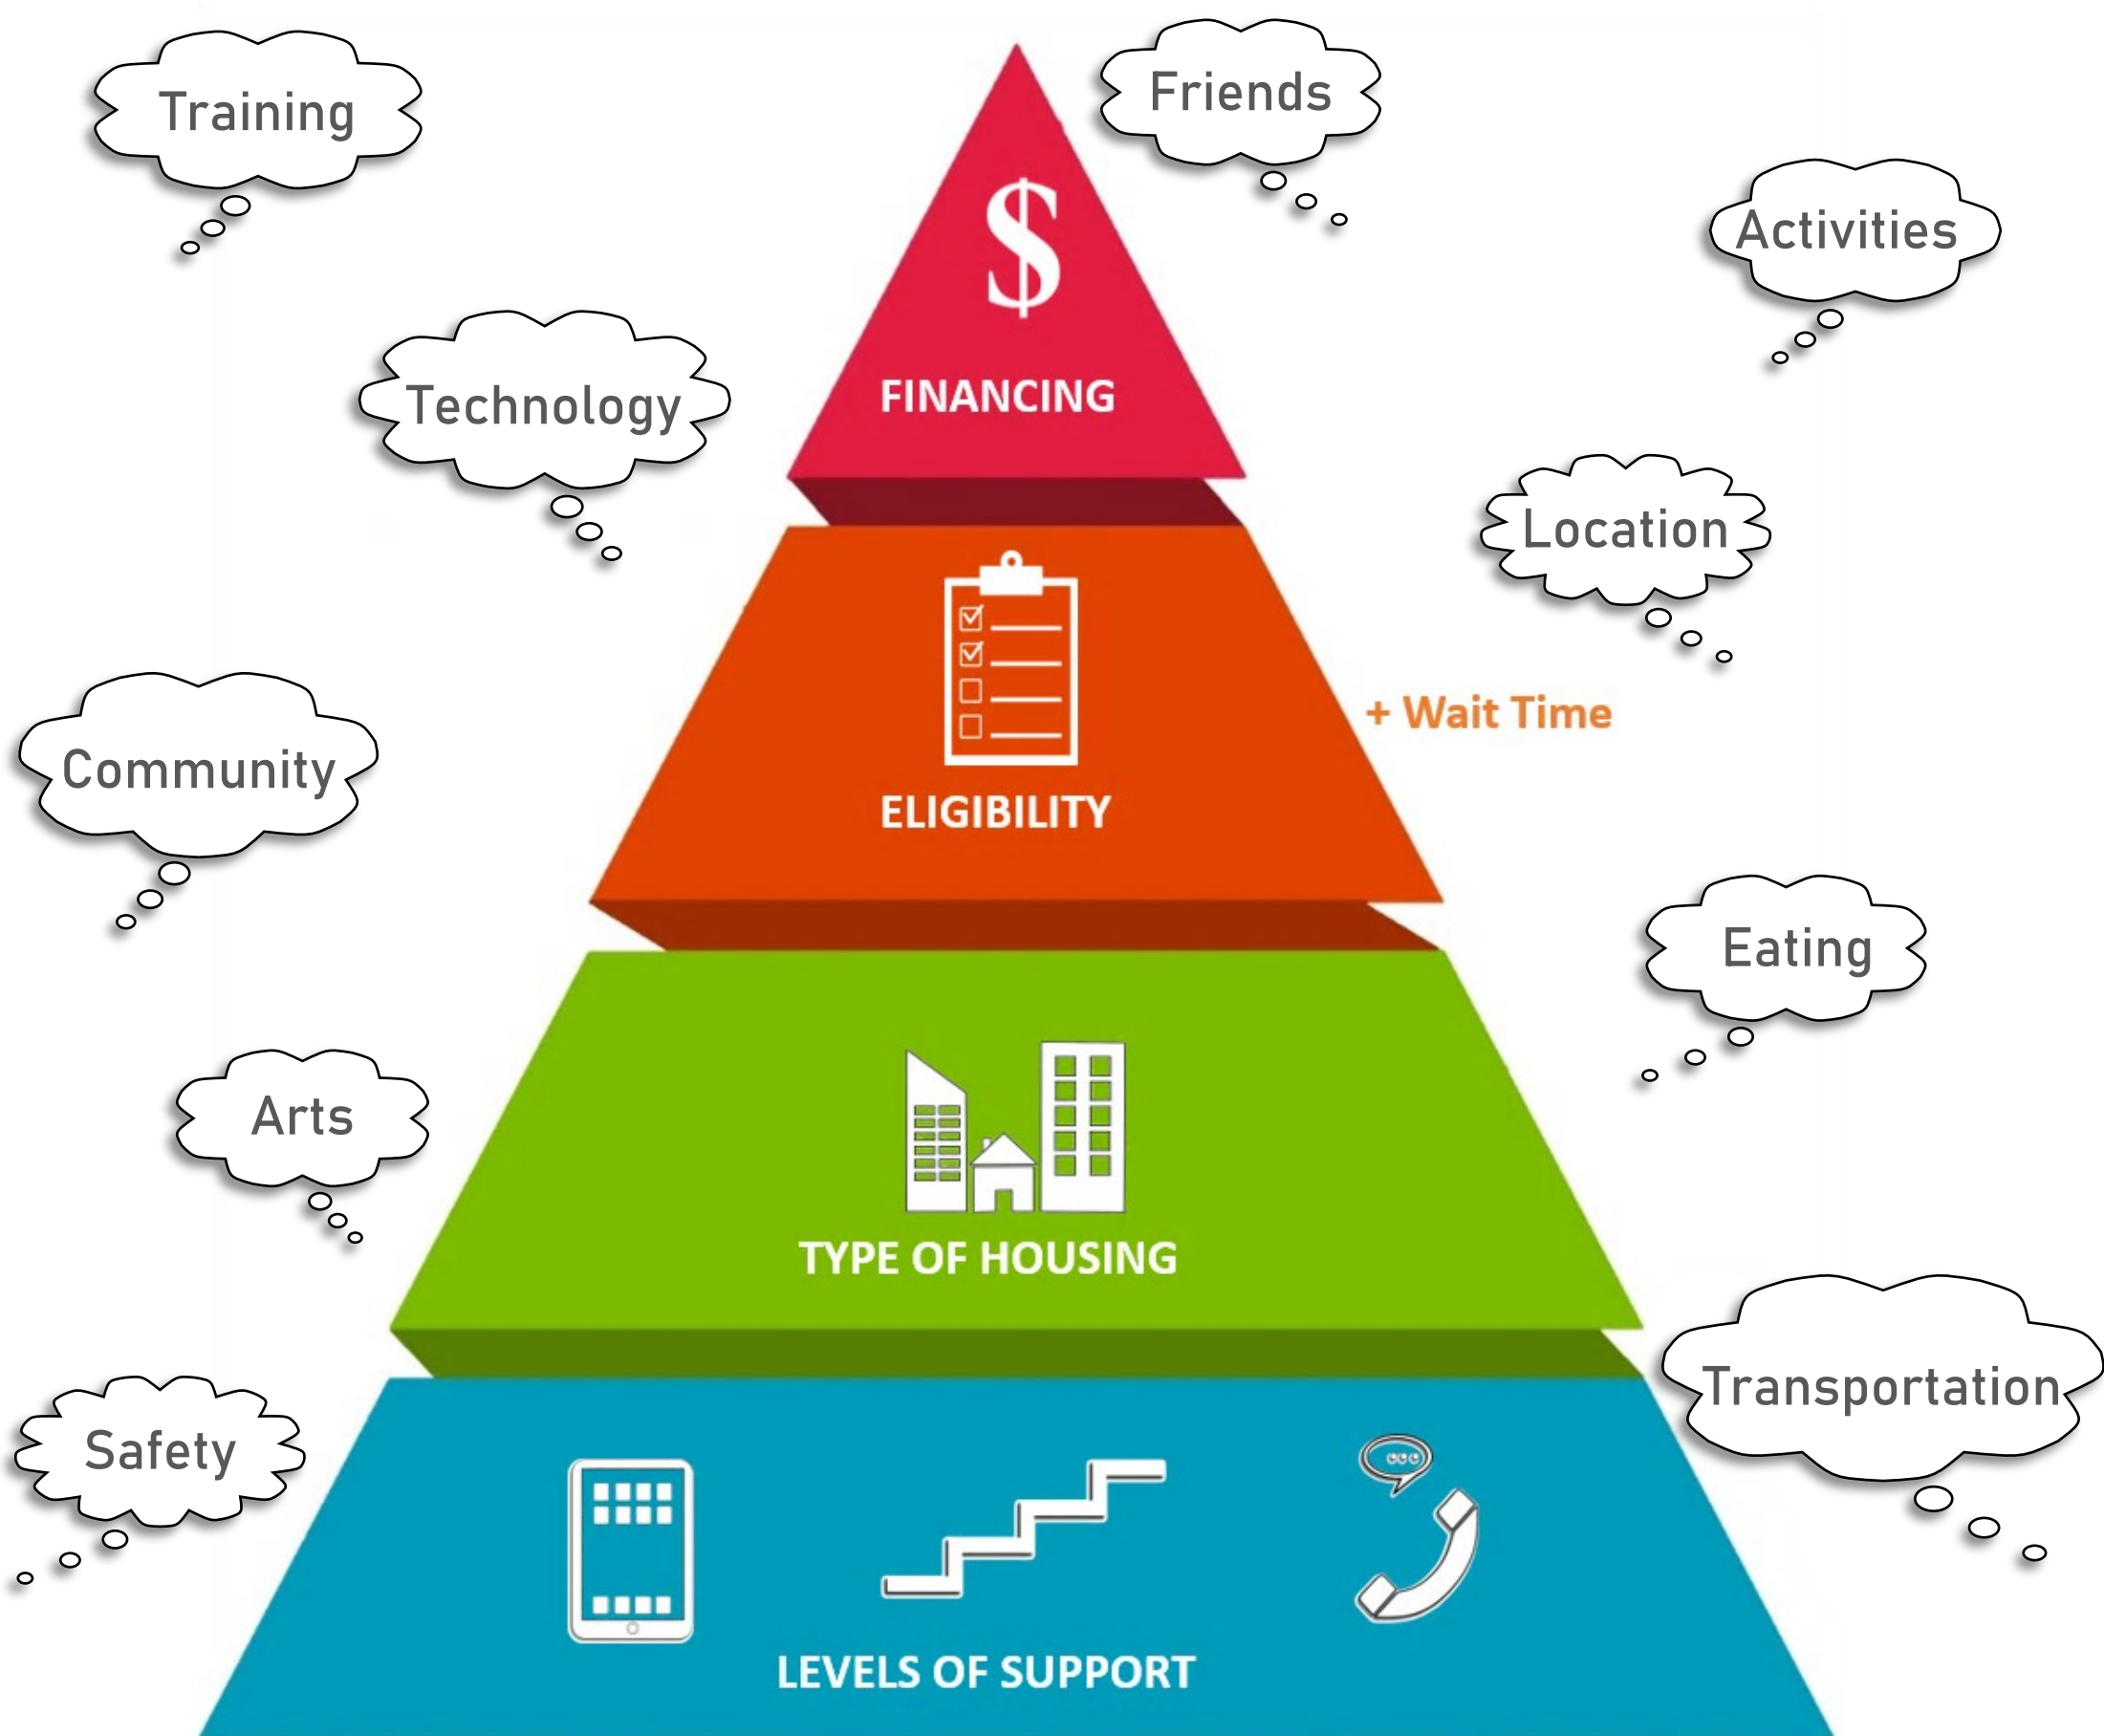 Training
Friends
$
Activities
FINANCING
Technology
Location
+ Wait Time
Community
ELIGIBILITY
Eating
Arts
TYPE OF HOUSING
Transportation
Safety
LEVELS OF SUPPORT